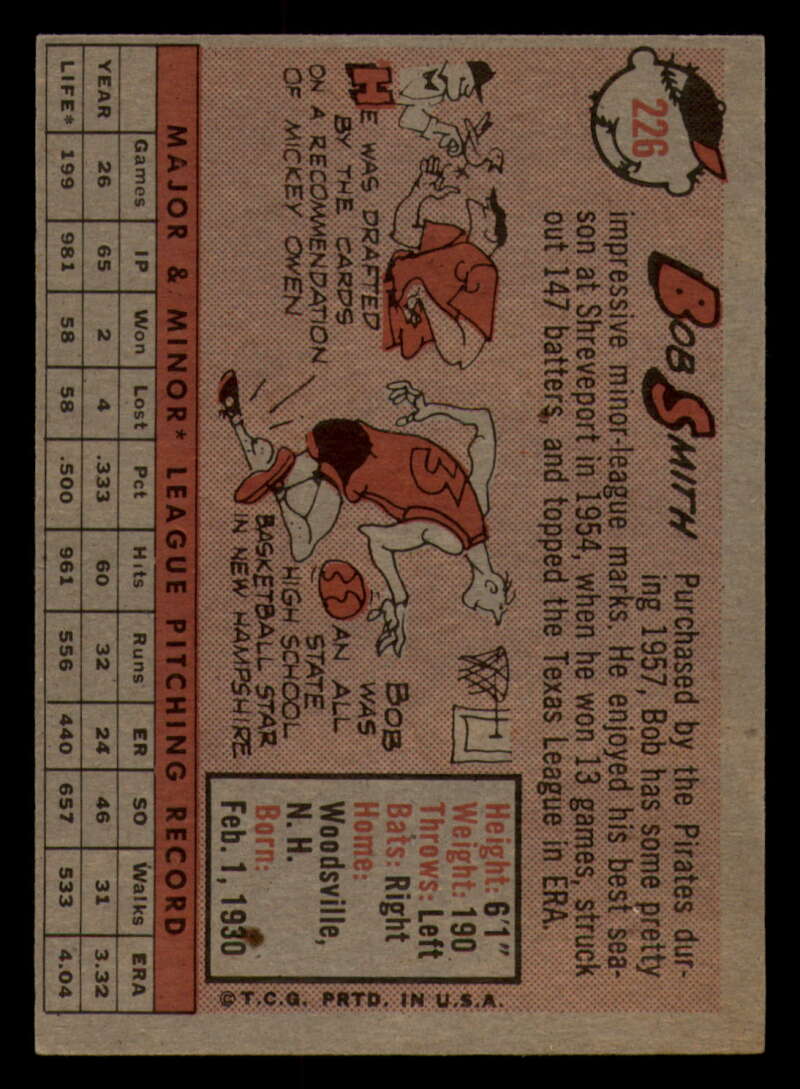 226
BOB SMITH
Purchased by the Pirates dur-
ing 1957, Bob has some pretty
impressive minor-league marks. He enjoyed his best sea-
son at Shreveport in 1954, when he won 13 games, struck
out 147 batters, and topped the Texas League in ERA.
HE WAS DRAFTED
BY THE CARDS
ON A RECOMMENDATION
OF MICKEY OWEN
3
BOB
WAS
AN ALL
STATE
HIGH SCHOOL
BASKETBALL STAR
IN NEW HAMPSHIRE
Height: 6'1"
Weight: 190
Throws: Left
Bats: Right
Home:
Woodsville,
N. H.
Born:
Feb. 1, 1930
© T.C.G. PRTD. IN U.S.A.
MAJOR & MINOR* LEAGUE PITCHING RECORD
Games IP Won Lost Pct Hits Runs ER SO Walks ERA
YEAR 26 65 2 4 .333 60 32 24 46 31 3.32
LIFE* 199 981 58 58 .500 961 556 440 657 533 4.04